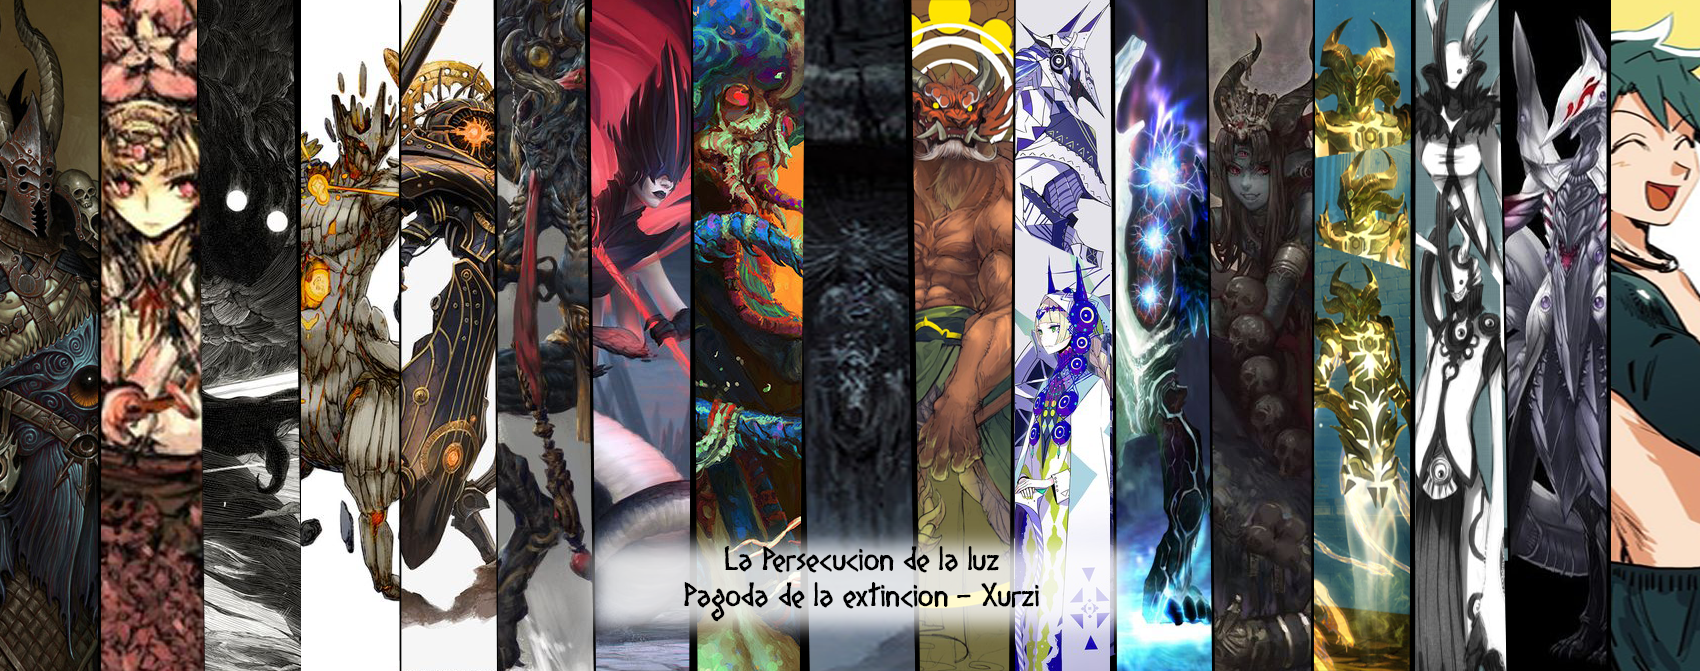 La Persecucion de la luz
Pagoda de la extincion - Xurzi